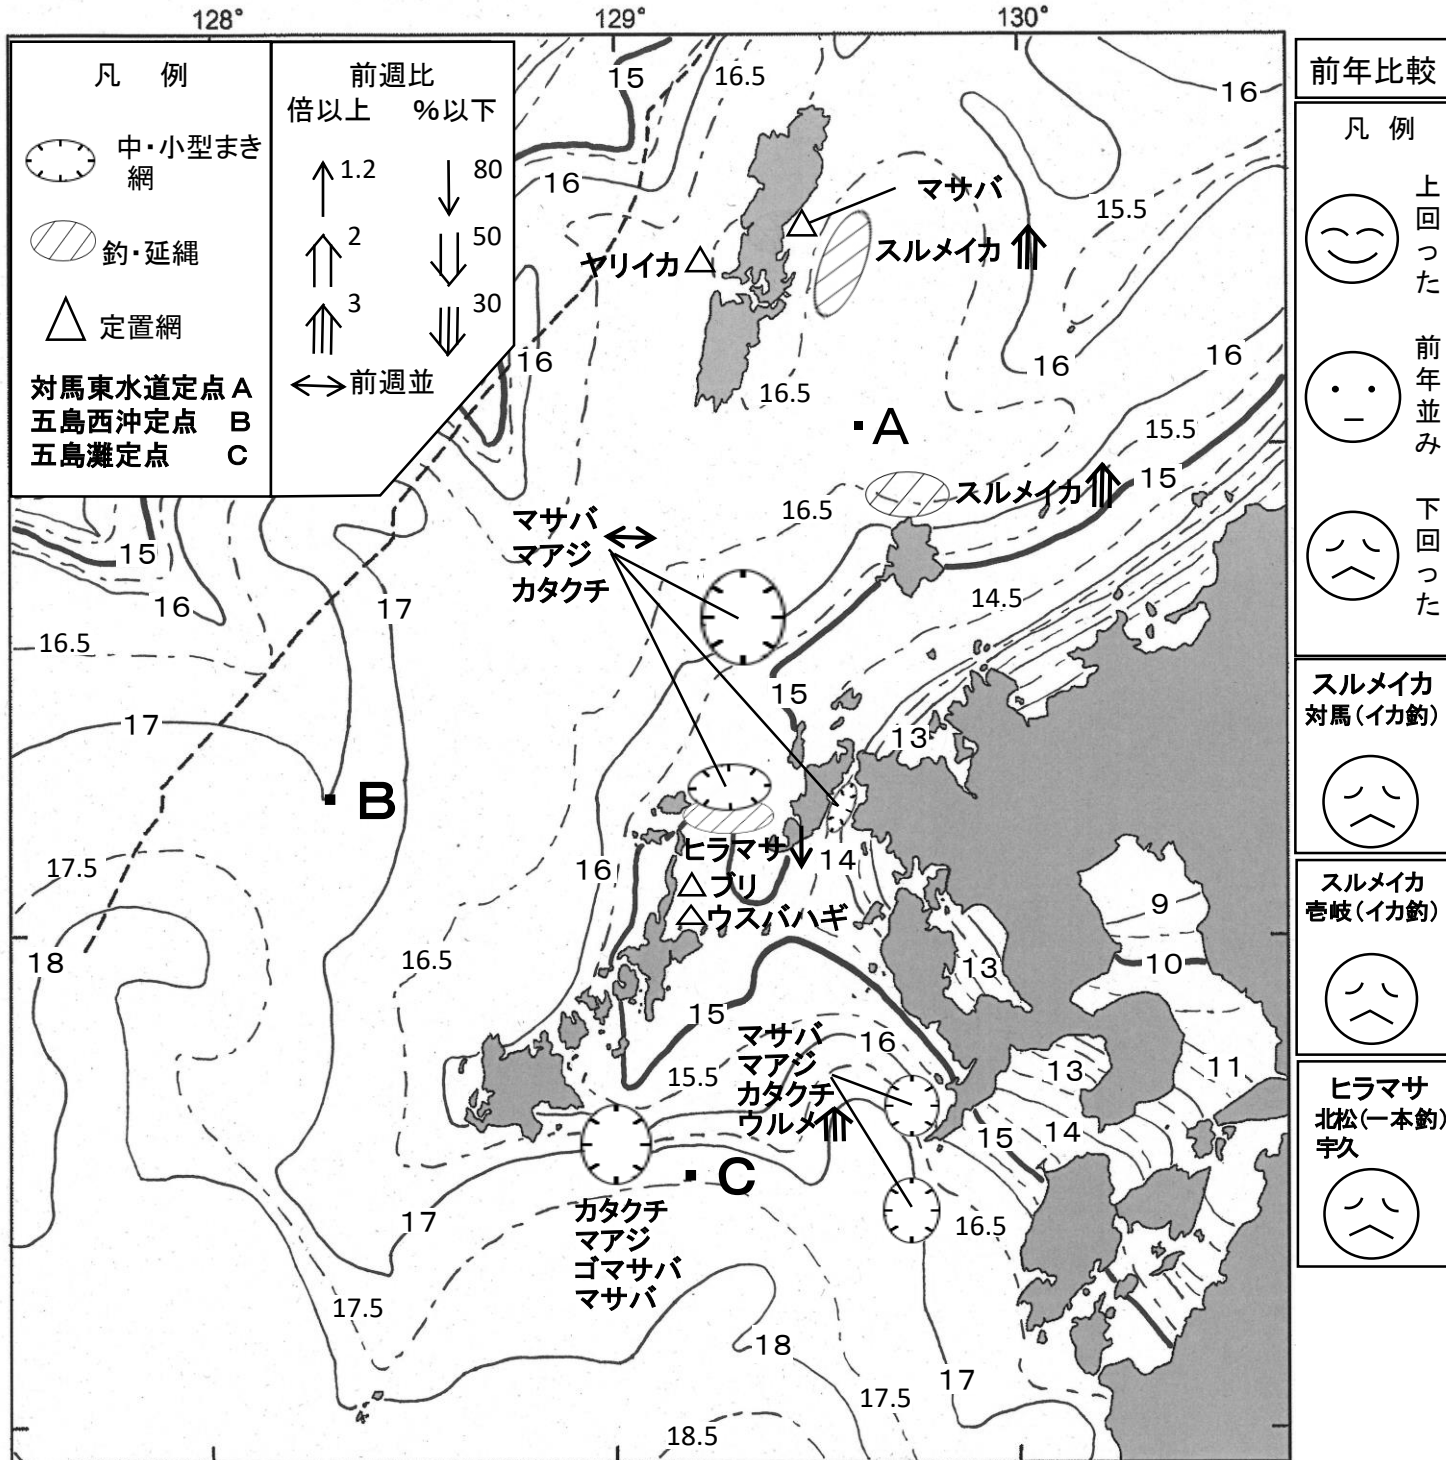 128°
129°
130°
凡 例
中・小型まき
網
釣・延縄
定置網
対馬東水道定点 A
五島西沖定点 B
五島灘定点 C
前週比
倍以上 %以下
1.2 80
2 50
3 30
前週並
前年比較
凡 例
上回った
前年並み
下回った
スルメイカ
対馬(イカ釣)
スルメイカ
壱岐(イカ釣)
ヒラマサ
北松(一本釣)
宇久
15
16.5
16
16
マサバ
15.5
スルメイカ
ヤリイカ
16
16
16
16.5
A
15.5
15
スルメイカ
16.5
マサバ
マアジ
カタクチ
15
16
17
14.5
16.5
15
17
13
B
ヒラマサ
14
16
17.5
ブリ
ウスバハギ
9
18
16.5
13
10
15
マサバ
マアジ
カタクチ
ウルメ
16
15.5
13
11
15
14
C
17
カタクチ
マアジ
ゴマサバ
マサバ
16.5
17.5
18
17
17.5
18.5